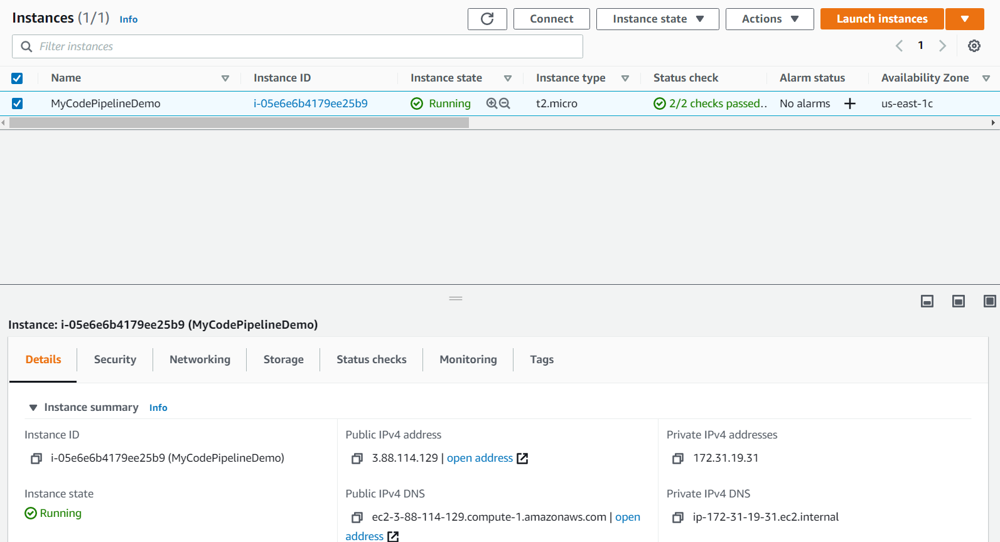 Instances (1/1) Info
Connect Instance state Actions Launch instances
Filter instances
1
Name Instance ID Instance state Instance type Status check Alarm status Availability Zone
MyCodePipelineDemo i-05e6e6b4179ee25b9 Running t2.micro 2/2 checks passed.. No alarms + us-east-1c
Instance: i-05e6e6b4179ee25b9 (MyCodePipelineDemo)
Details Security Networking Storage Status checks Monitoring Tags
Instance summary Info
Instance ID Public IPv4 address Private IPv4 addresses
i-05e6e6b4179ee25b9 (MyCodePipelineDemo) 3.88.114.129 | open address 172.31.19.31
Instance state Public IPv4 DNS Private IPv4 DNS
Running ec2-3-88-114-129.compute-1.amazonaws.com | open ip-172-31-19-31.ec2.internal
address